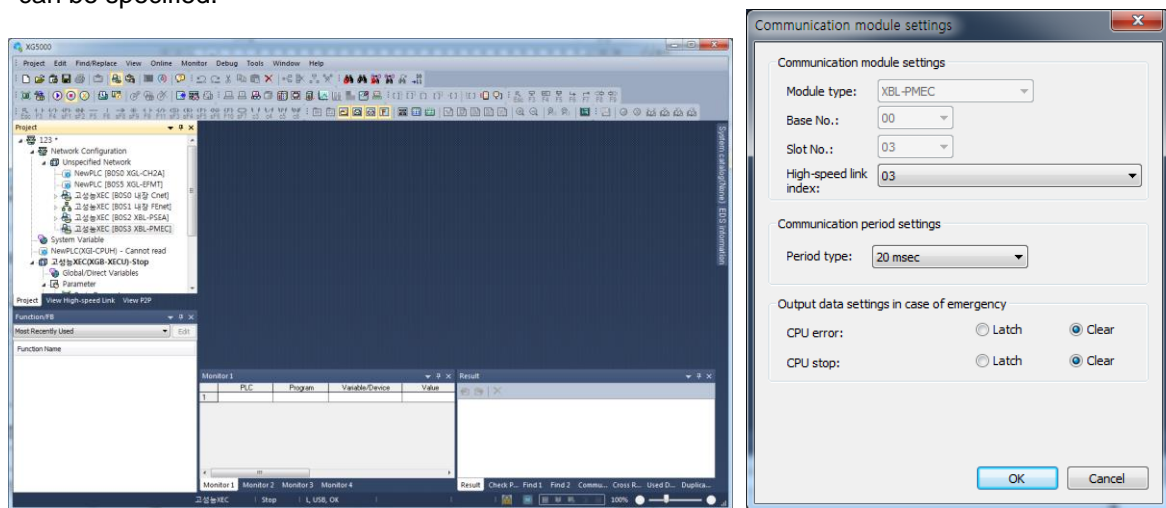 can be specified.
XG5000
Project Edit Find/Replace View Online Monitor Debug Tools Window Help
Project
123 *
Network Configuration
Unspecified Network
NewPLC [B0S0 XGL-CH2A]
NewPLC [B0S5 XGL-EFMT]
고성능XEC [B0S0 내장 Cnet]
고성능XEC [B0S1 내장 FEnet]
고성능XEC [B0S2 XBL-PSEA]
고성능XEC [B0S3 XBL-PMEC]
System Variable
NewPLC(XGI-CPUH) - Cannot read
고성능XEC(XGB-XECU)-Stop
Global/Direct Variables
Parameter
Project View High-speed Link View P2P
Function/FB
Most Recently Used Edit
Function Name
System catalog(Name) EDS information
Monitor 1
PLC Program Variable/Device Value
1
Monitor 1 Monitor 2 Monitor 3 Monitor 4
Result
Result Check P... Find 1 Find 2 Commu... Cross R... Used D... Duplica...
고성능XEC Stop L, USB, OK 100%
Communication module settings
Communication module settings
Module type: XBL-PMEC
Base No.: 00
Slot No.: 03
High-speed link index: 03
Communication period settings
Period type: 20 msec
Output data settings in case of emergency
CPU error: Latch Clear
CPU stop: Latch Clear
OK Cancel